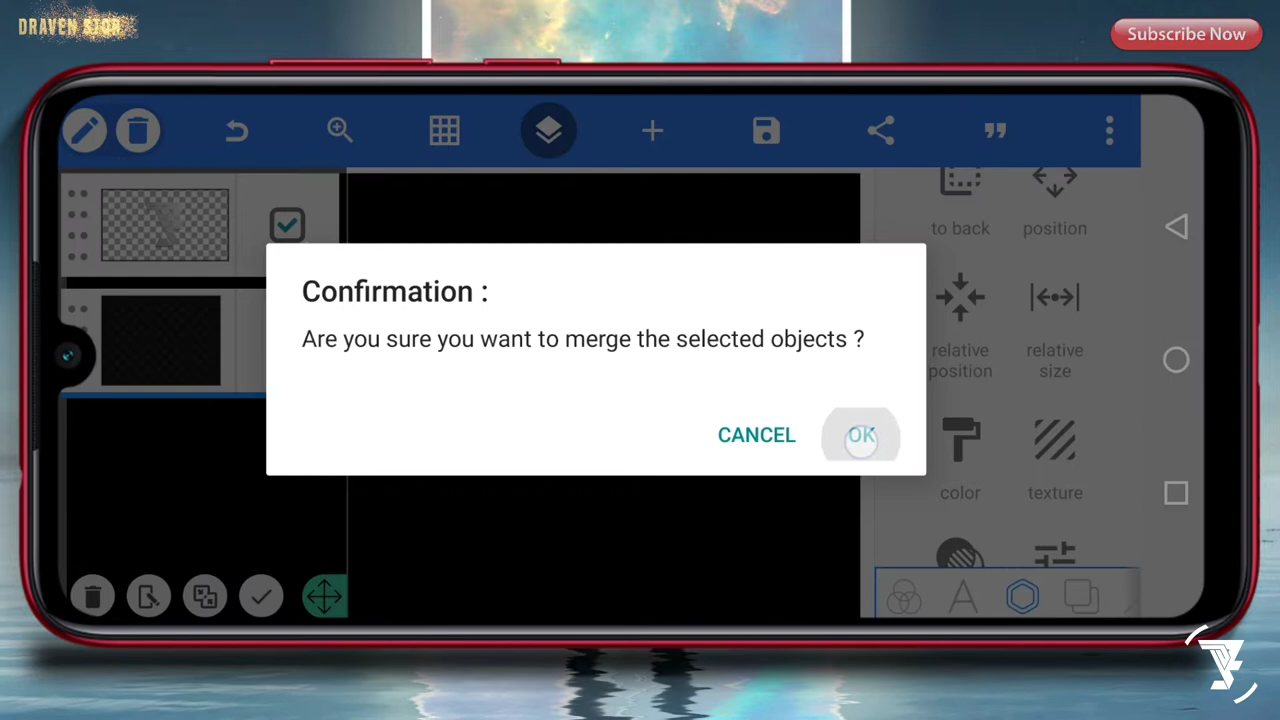 DRAVEN STOR
Subscribe Now
to back
position
Confirmation :
Are you sure you want to merge the selected objects ?
relative
position
relative
size
CANCEL
OK
color
texture